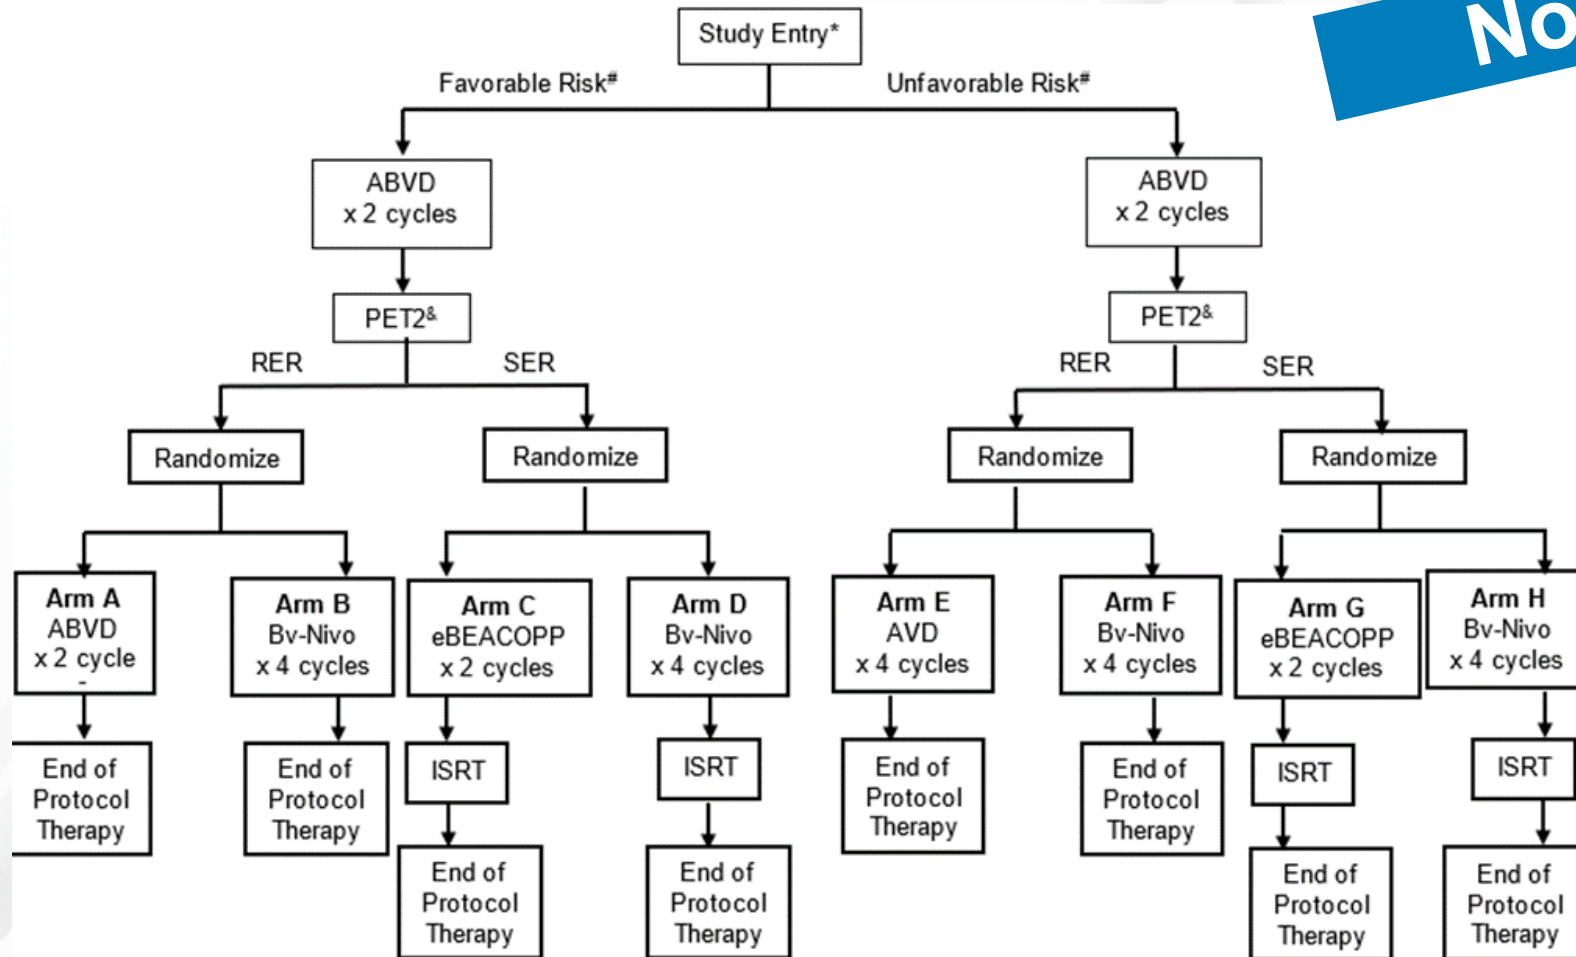 No
Study Entry*
Favorable Risk#
Unfavorable Risk#
ABVD
x 2 cycles
ABVD
x 2 cycles
PET2&
PET2&
RER
SER
RER
SER
Randomize
Randomize
Randomize
Randomize
Arm A
ABVD
x 2 cycle
-
Arm B
Bv-Nivo
x 4 cycles
Arm C
eBEACOPP
x 2 cycles
Arm D
Bv-Nivo
x 4 cycles
Arm E
AVD
x 4 cycles
Arm F
Bv-Nivo
x 4 cycles
Arm G
eBEACOPP
x 2 cycles
Arm H
Bv-Nivo
x 4 cycles
End of
Protocol
Therapy
End of
Protocol
Therapy
ISRT
ISRT
End of
Protocol
Therapy
End of
Protocol
Therapy
ISRT
ISRT
End of
Protocol
Therapy
End of
Protocol
Therapy
End of
Protocol
Therapy
End of
Protocol
Therapy